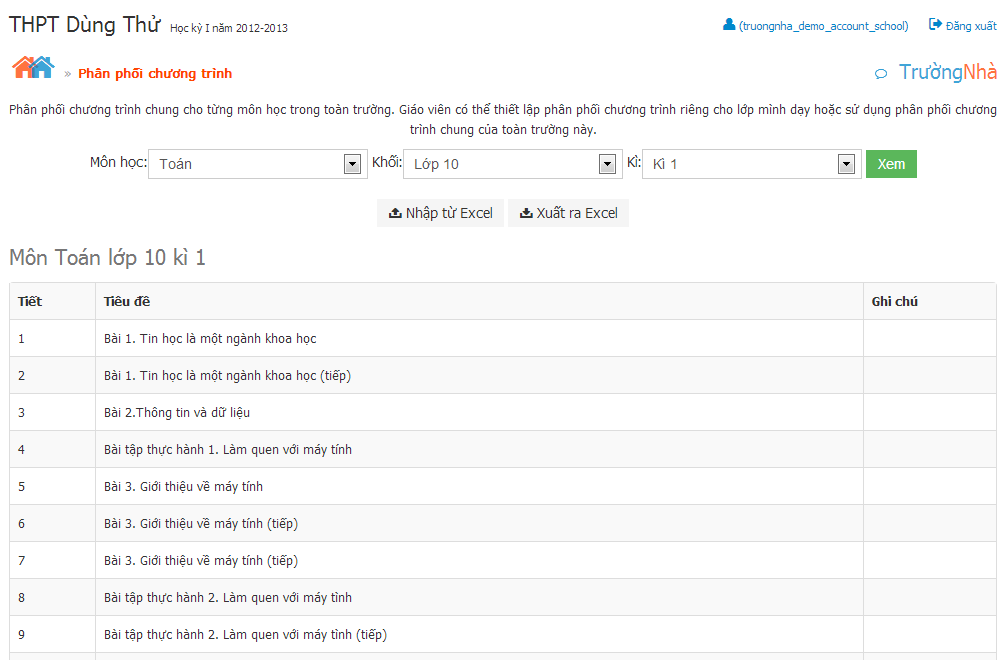 THPT Dùng Thử Học kỳ I năm 2012-2013 (truongnha_demo_account_school) Đăng xuất
» Phân phối chương trình TrườngNhà
Phân phối chương trình chung cho từng môn học trong toàn trường. Giáo viên có thể thiết lập phân phối chương trình riêng cho lớp mình dạy hoặc sử dụng phân phối chương
trình chung của toàn trường này.
Môn học: Toán Khối: Lớp 10 Kì: Kì 1 Xem
Nhập từ Excel Xuất ra Excel
Môn Toán lớp 10 kì 1
Tiết Tiêu đề Ghi chú
1 Bài 1. Tin học là một ngành khoa học
2 Bài 1. Tin học là một ngành khoa học (tiếp)
3 Bài 2.Thông tin và dữ liệu
4 Bài tập thực hành 1. Làm quen với máy tính
5 Bài 3. Giới thiệu về máy tính
6 Bài 3. Giới thiệu về máy tính (tiếp)
7 Bài 3. Giới thiệu về máy tính (tiếp)
8 Bài tập thực hành 2. Làm quen với máy tình
9 Bài tập thực hành 2. Làm quen với máy tình (tiếp)